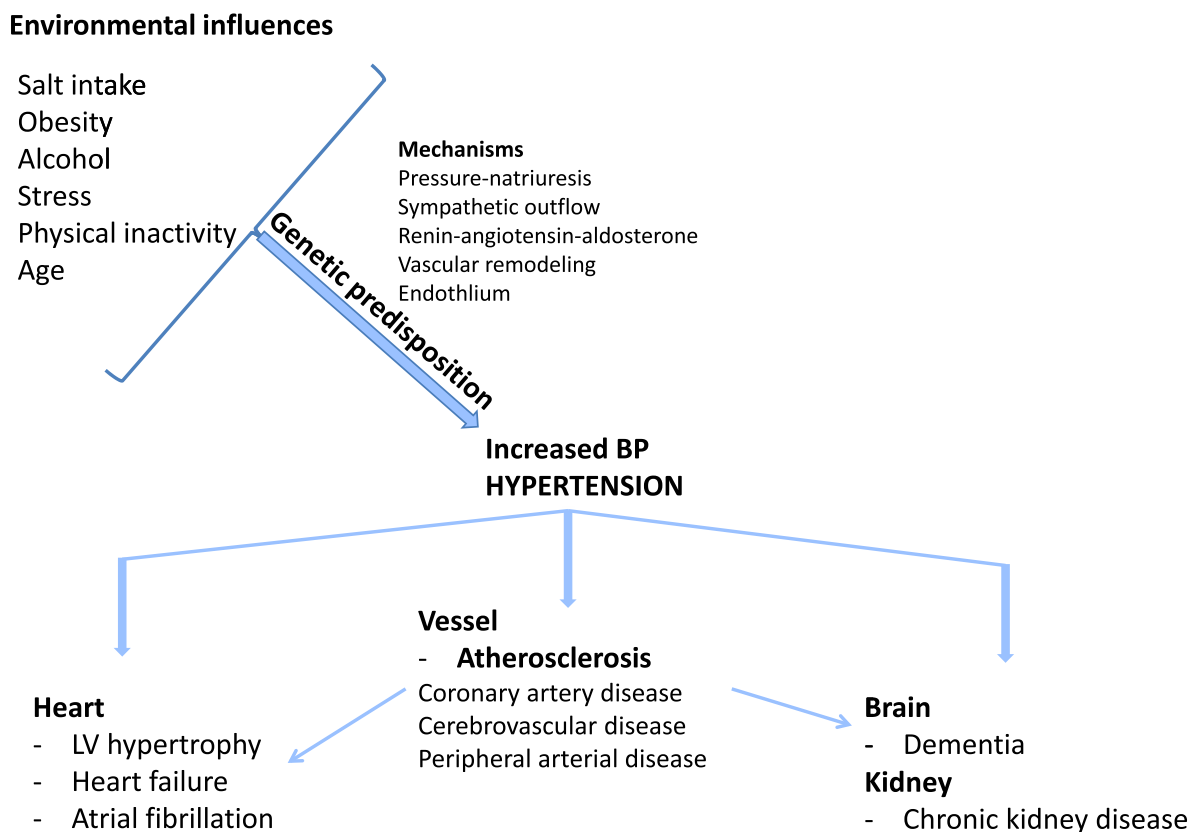 Environmental influences
Salt intake
Obesity
Alcohol
Stress
Physical inactivity
Age
Mechanisms
Pressure-natriuresis
Sympathetic outflow
Renin-angiotensin-aldosterone
Vascular remodeling
Endothlium
Genetic predisposition
Increased BP
HYPERTENSION
Vessel
- Atherosclerosis
Coronary artery disease
Cerebrovascular disease
Peripheral arterial disease
Heart
- LV hypertrophy
- Heart failure
- Atrial fibrillation
Brain
- Dementia
Kidney
- Chronic kidney disease